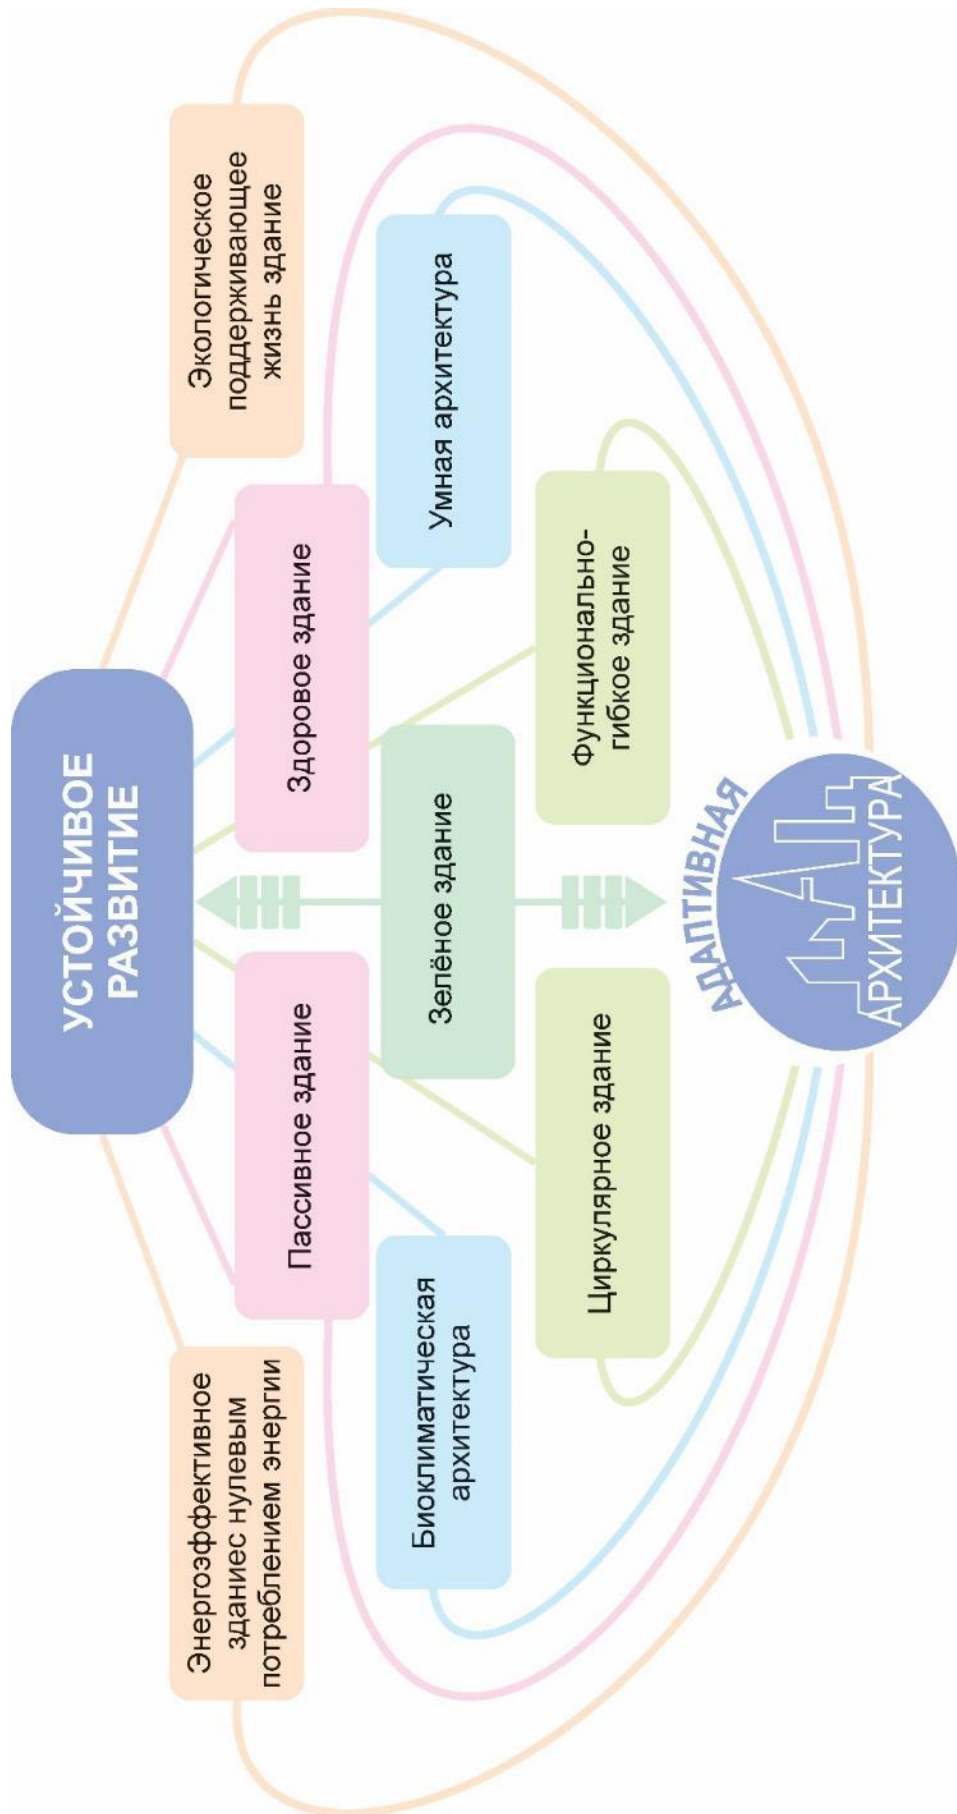 УСТОЙЧИВОЕ
РАЗВИТИЕ
Энергоэффективное
зданиес нулевым
потреблением энергии
Экологическое
поддерживающее
жизнь здание
Пассивное здание
Здоровое здание
Биоклиматическая
архитектура
Зелёное здание
Умная архитектура
Циркулярное здание
Функционально-
гибкое здание
АДАПТИВНАЯ
АРХИТЕКТУРА